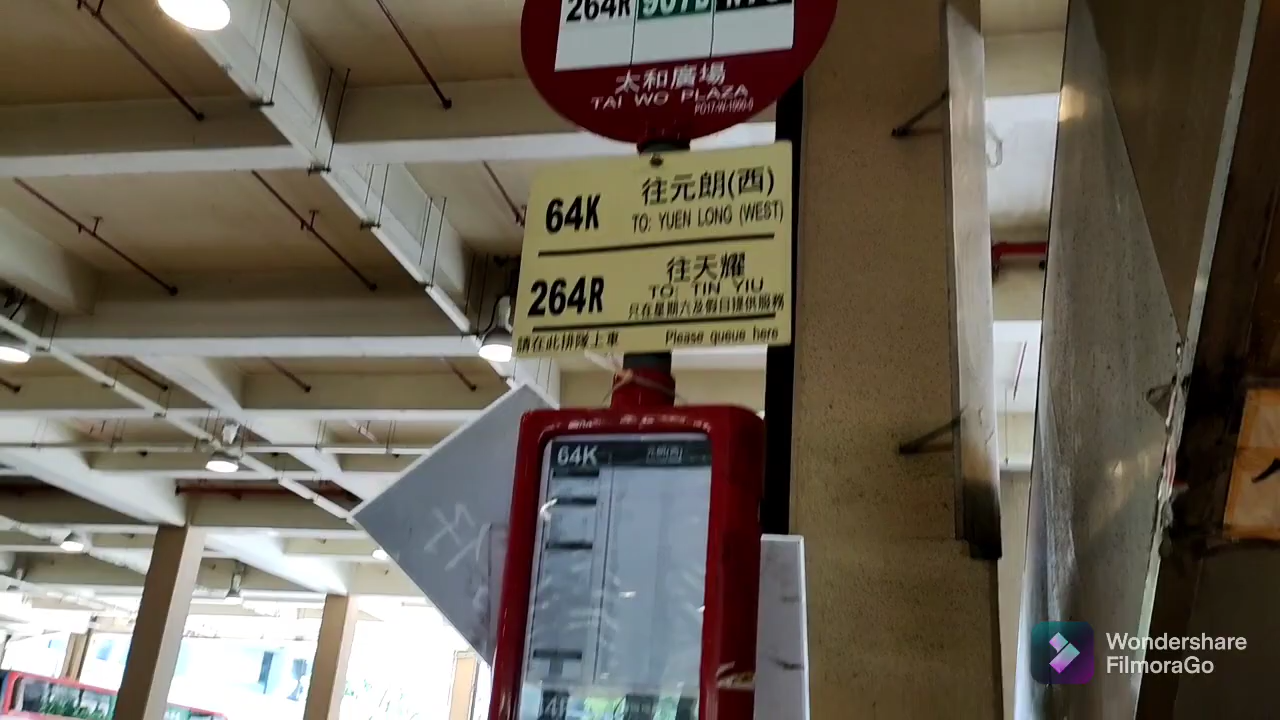 264R 907D
太和廣場
TAI WO PLAZA
64K 往元朗(西)
TO: YUEN LONG (WEST)
264R 往天耀
TO: TIN YIU
只在星期六及假日提供服務
請在此排隊上車 Please queue here
64K
Wondershare
FilmoraGo